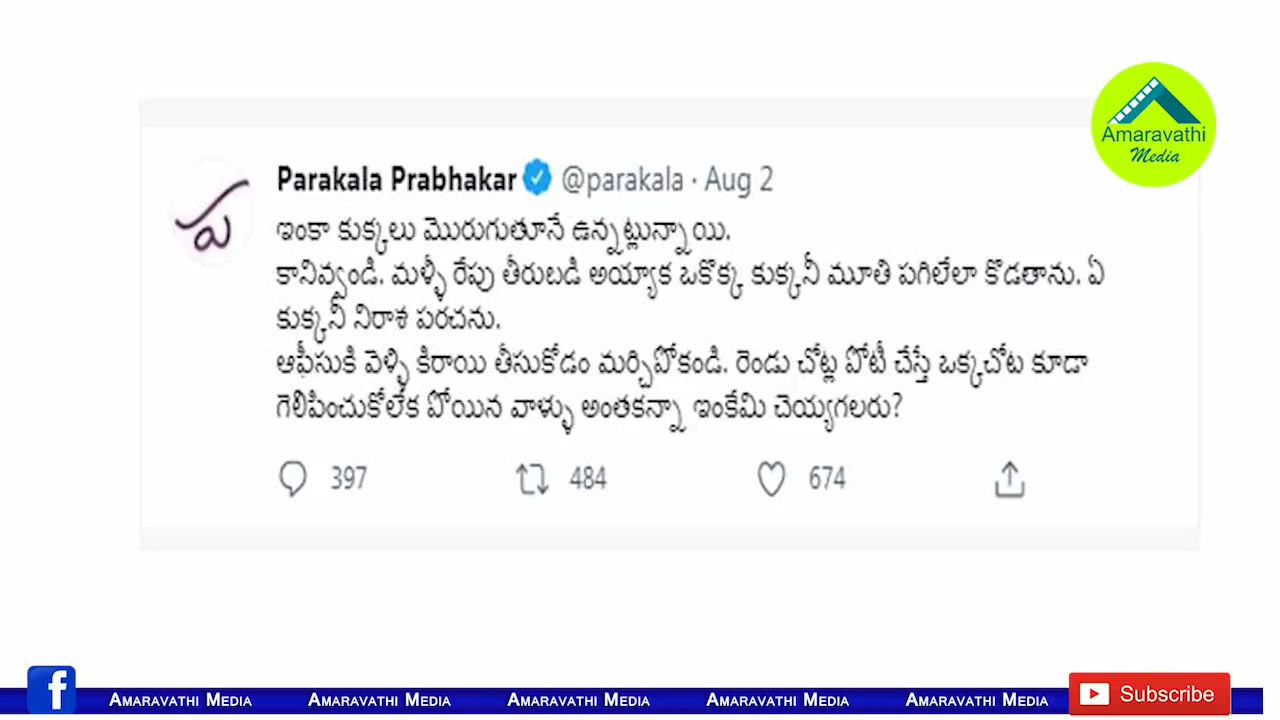 Amaravathi
Media
ప
Parakala Prabhakar @parakala · Aug 2
ఇంకా కుక్కలు మొరుగుతూనే ఉన్నట్లున్నాయి.
కానివ్వండి. మళ్ళీ రేపు తీరుబడి అయ్యాక ఒకొక్క కుక్కనీ మూతి పగిలేలా కొడతాను. ఏ
కుక్కనీ నిరాశ పరచను.
ఆఫీసుకి వెళ్ళి కిరాయి తీసుకోడం మర్చిపోకండి. రెండు చోట్ల పోటీ చేస్తే ఒక్కచోట కూడా
గెలిపించుకోలేక పోయిన వాళ్ళు అంతకన్నా ఇంకేమి చెయ్యగలరు?
397 484 674
f Amaravathi Media Amaravathi Media Amaravathi Media Amaravathi Media Amaravathi Media Subscribe